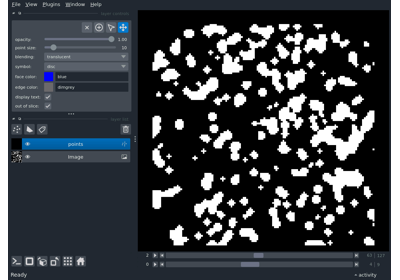 File View Plugins Window Help
opacity: 1.00
point size: 10
blending: translucent
symbol: disc
face color: blue
edge color: dimgrey
display text:
out of slice:
points
Image
2
0
Ready
activity